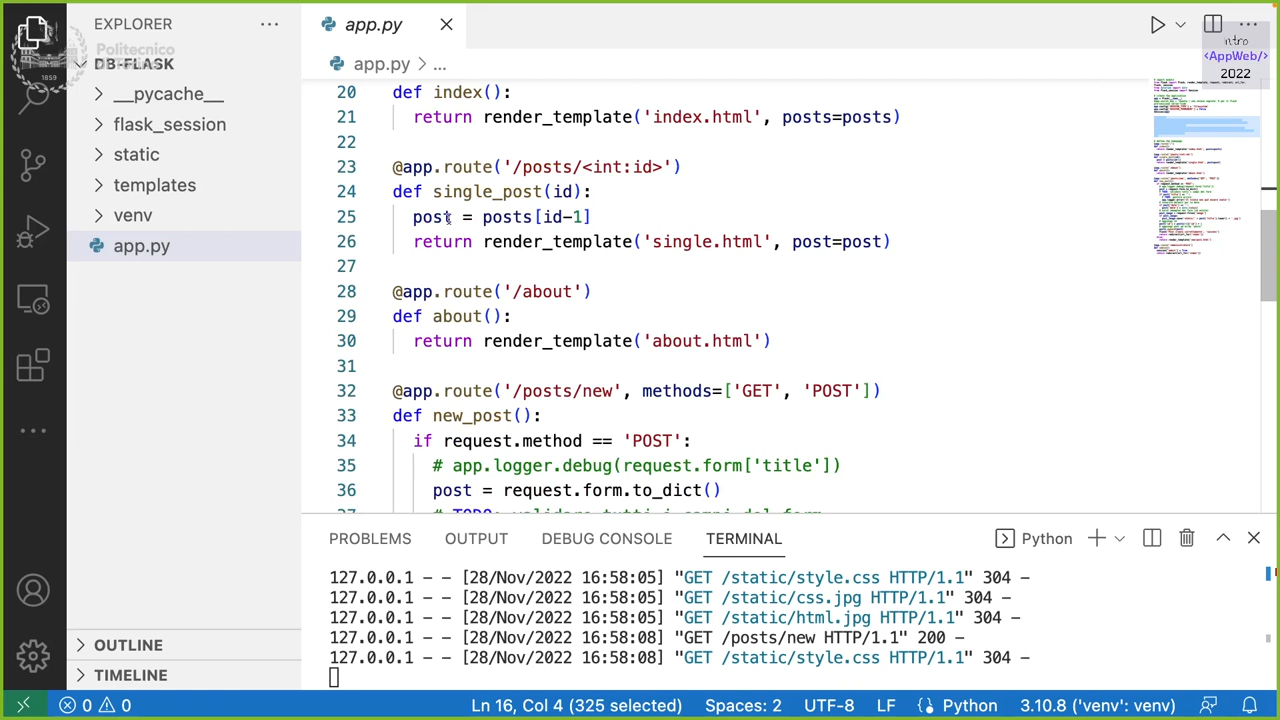 EXPLORER
Politecnico
1859
DB-FLASK
__pycache__
flask_session
static
templates
venv
app.py
app.py
app.py > ...
ntro
<AppWeb/>
2022
20 def index():
21 return render_template('index.html', posts=posts)
22
23 @app.route('/posts/<int:id>')
24 def single_post(id):
25 post = posts[id-1]
26 return render_template('single.html', post=post)
27
28 @app.route('/about')
29 def about():
30 return render_template('about.html')
31
32 @app.route('/posts/new', methods=['GET', 'POST'])
33 def new_post():
34 if request.method == 'POST':
35 # app.logger.debug(request.form['title'])
36 post = request.form.to_dict()
37 # TODO: validare tutti i campi del form
PROBLEMS OUTPUT DEBUG CONSOLE TERMINAL Python
127.0.0.1 - - [28/Nov/2022 16:58:05] "GET /static/style.css HTTP/1.1" 304 -
127.0.0.1 - - [28/Nov/2022 16:58:05] "GET /static/css.jpg HTTP/1.1" 304 -
127.0.0.1 - - [28/Nov/2022 16:58:05] "GET /static/html.jpg HTTP/1.1" 304 -
127.0.0.1 - - [28/Nov/2022 16:58:08] "GET /posts/new HTTP/1.1" 200 -
127.0.0.1 - - [28/Nov/2022 16:58:08] "GET /static/style.css HTTP/1.1" 304 -
OUTLINE
TIMELINE
0 0 Ln 16, Col 4 (325 selected) Spaces: 2 UTF-8 LF Python 3.10.8 ('venv': venv)